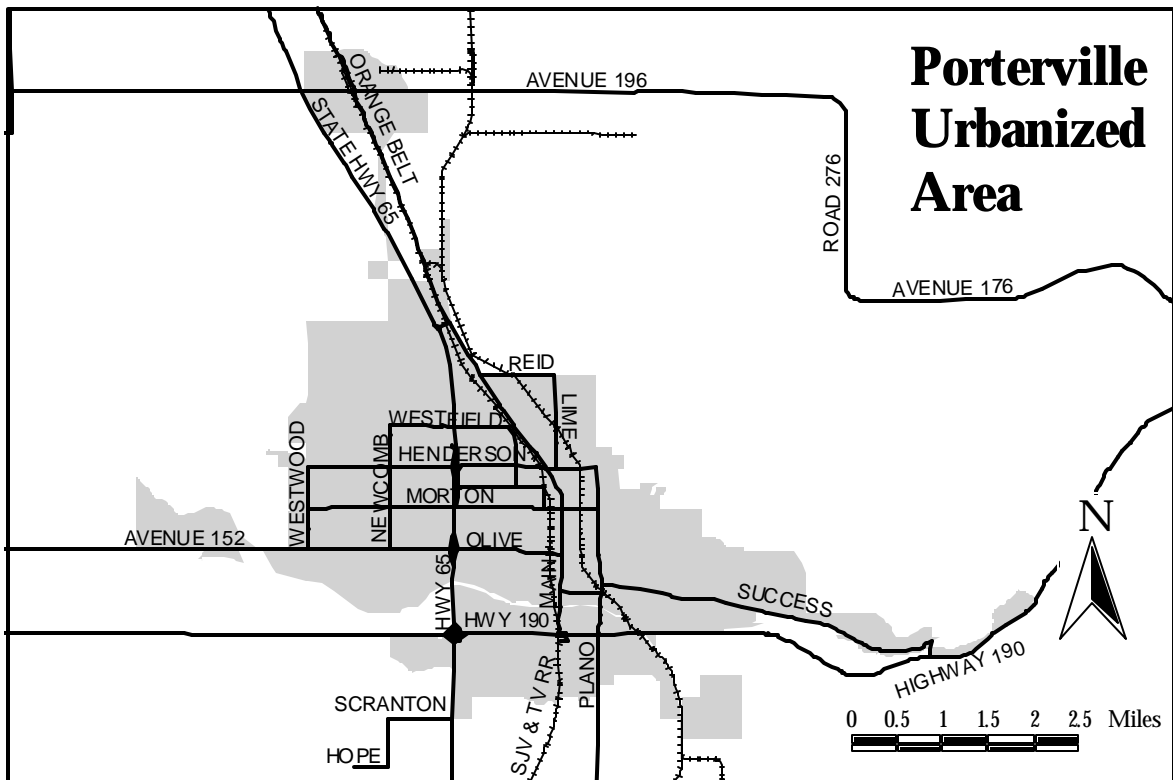 Porterville
Urbanized
Area
AVENUE 196
ORANGE BELT
STATE HWY 65
ROAD 276
AVENUE 176
REID
LIME
WESTFIELD
HENDERSON
WESTWOOD
NEWCOMB
MORTON
AVENUE 152
OLIVE
HWY 65
MAIN
SUCCESS
HWY 190
N
PLANO
SJV & TV RR
HIGHWAY 190
SCRANTON
HOPE
0 0.5 1 1.5 2 2.5 Miles